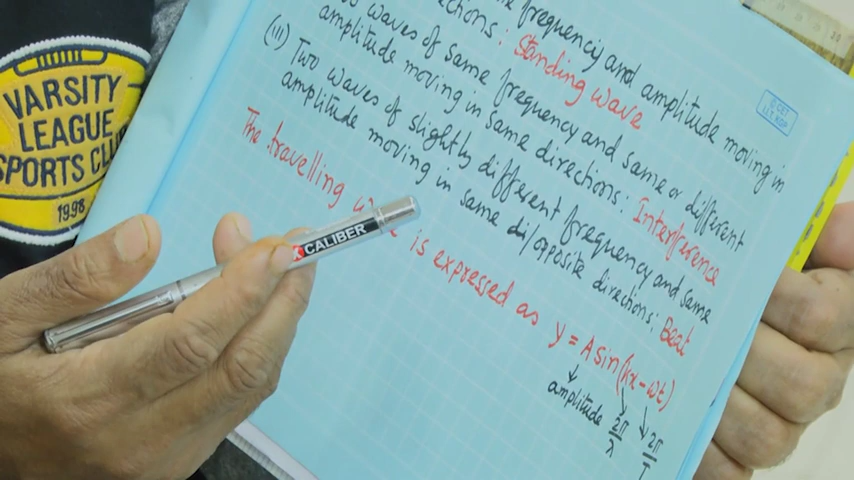 VARSITY
LEAGUE
SPORTS CLU
1998
frequency and amplitude moving in
ections: Standing wave
waves of same frequency and same or different
amplitude moving in same directions: Interference
(iii) Two waves of slightly different frequency and same
amplitude moving in same di/opposite directions: Beat
The travelling is expressed as y = A sin(kx-ωt)
amplitude 2π/λ 2π/T
CALIBER